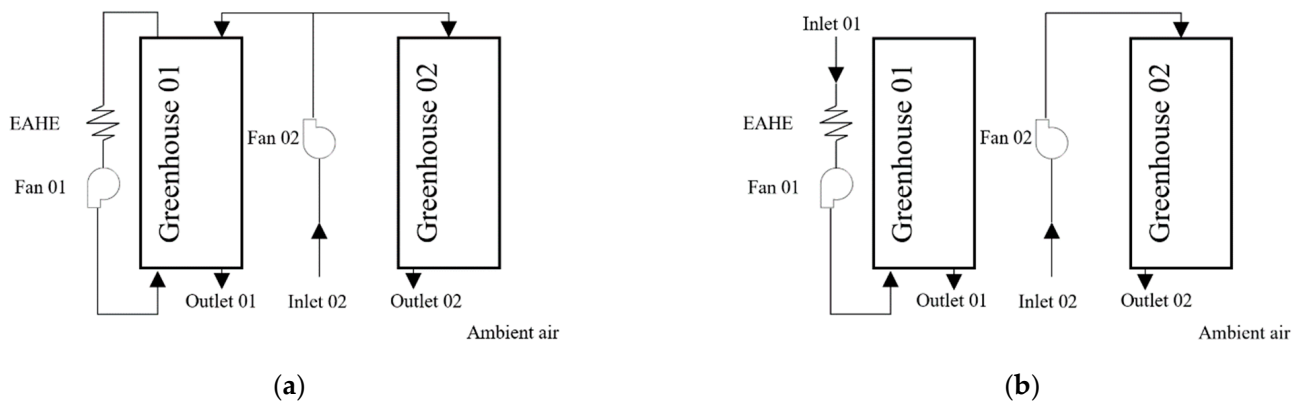 Greenhouse 01
Greenhouse 02
EAHE
Fan 02
Fan 01
Outlet 01
Inlet 02
Outlet 02
Ambient air
(a)
Inlet 01
Greenhouse 01
Greenhouse 02
EAHE
Fan 02
Fan 01
Outlet 01
Inlet 02
Outlet 02
Ambient air
(b)